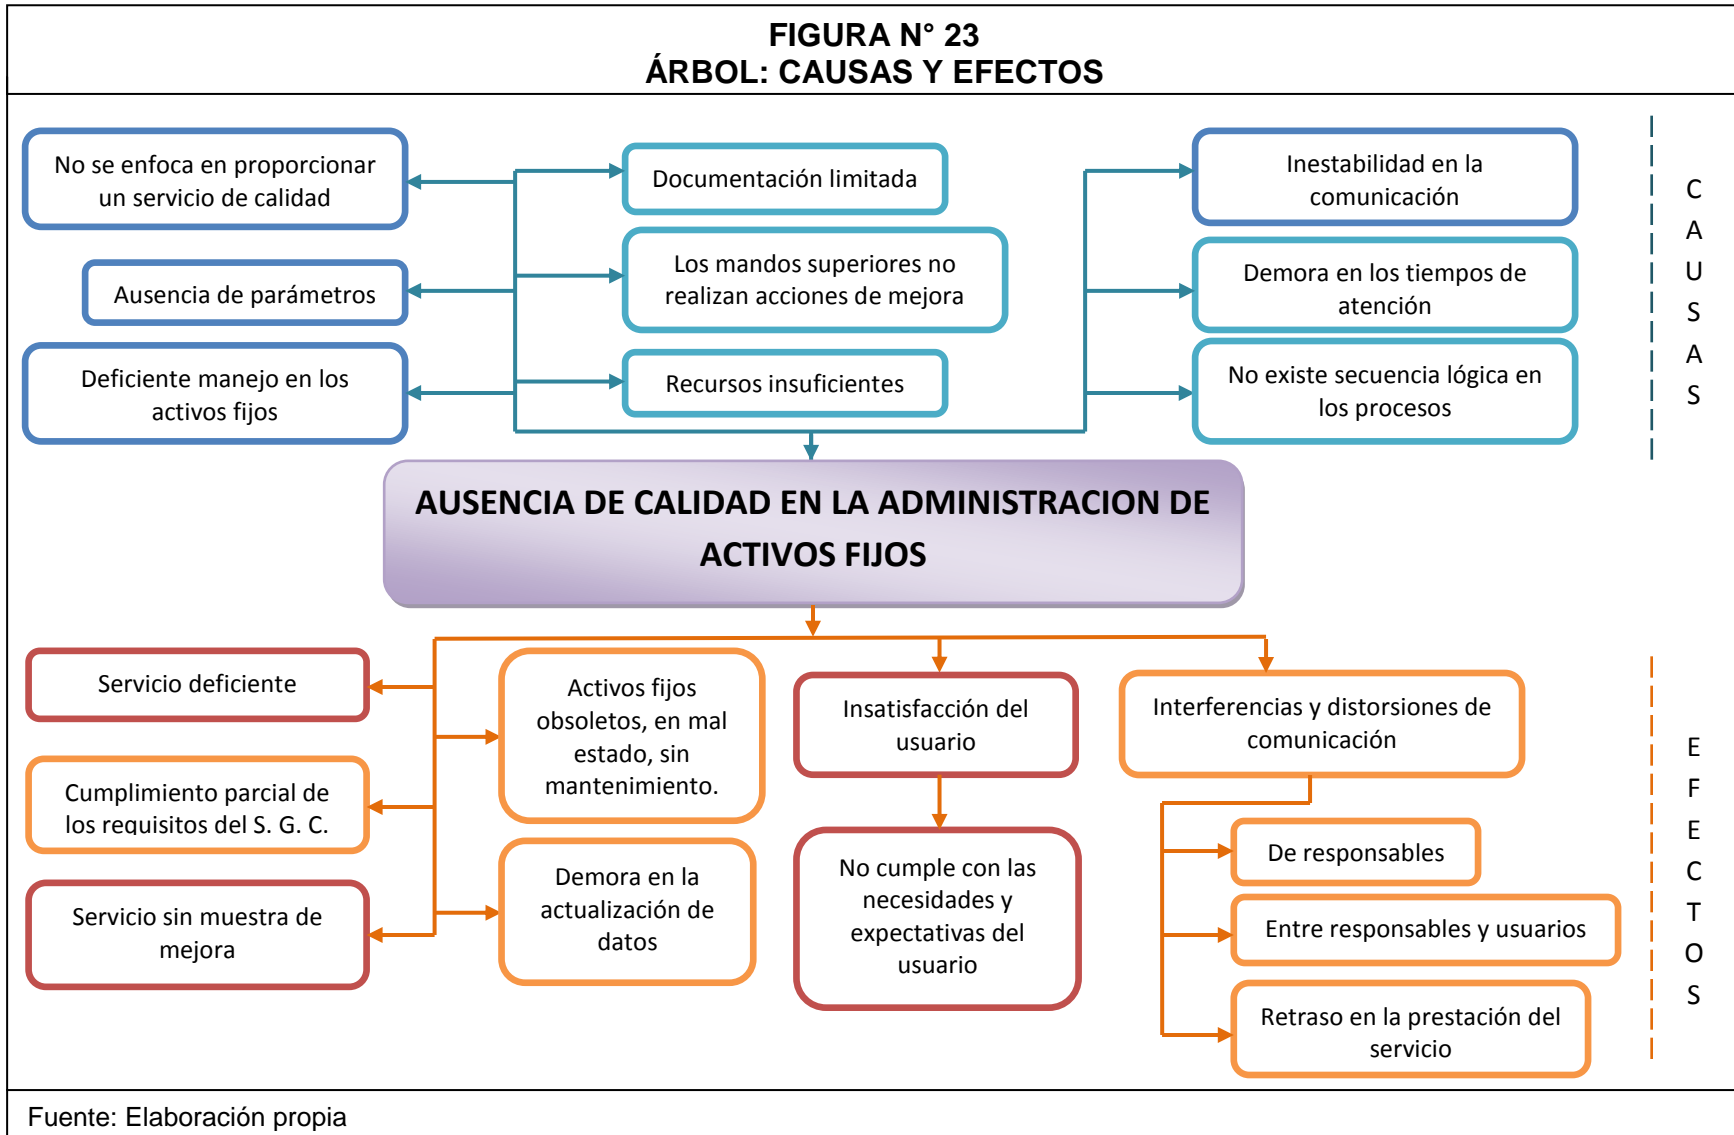 FIGURA N° 23
ÁRBOL: CAUSAS Y EFECTOS
No se enfoca en proporcionar
un servicio de calidad
Ausencia de parámetros
Deficiente manejo en los
activos fijos
Documentación limitada
Los mandos superiores no
realizan acciones de mejora
Recursos insuficientes
Inestabilidad en la
comunicación
Demora en los tiempos de
atención
No existe secuencia lógica en
los procesos
C
A
U
S
A
S
AUSENCIA DE CALIDAD EN LA ADMINISTRACION DE
ACTIVOS FIJOS
Servicio deficiente
Cumplimiento parcial de
los requisitos del S. G. C.
Servicio sin muestra de
mejora
Activos fijos
obsoletos, en mal
estado, sin
mantenimiento.
Demora en la
actualización de
datos
Insatisfacción del
usuario
No cumple con las
necesidades y
expectativas del
usuario
Interferencias y distorsiones de
comunicación
De responsables
Entre responsables y usuarios
Retraso en la prestación del
servicio
E
F
E
C
T
O
S
Fuente: Elaboración propia